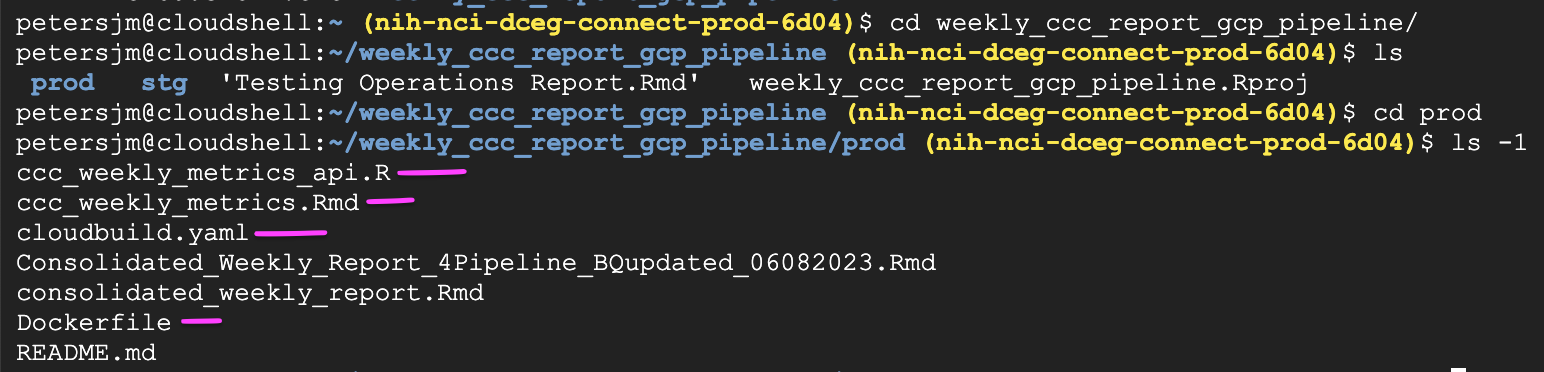 petersjm@cloudshell:~ (nih-nci-dceg-connect-prod-6d04)$ cd weekly_ccc_report_gcp_pipeline/
petersjm@cloudshell:~/weekly_ccc_report_gcp_pipeline (nih-nci-dceg-connect-prod-6d04)$ ls
prod   stg  'Testing Operations Report.Rmd'   weekly_ccc_report_gcp_pipeline.Rproj
petersjm@cloudshell:~/weekly_ccc_report_gcp_pipeline (nih-nci-dceg-connect-prod-6d04)$ cd prod
petersjm@cloudshell:~/weekly_ccc_report_gcp_pipeline/prod (nih-nci-dceg-connect-prod-6d04)$ ls -1
ccc_weekly_metrics_api.R
ccc_weekly_metrics.Rmd
cloudbuild.yaml
Consolidated_Weekly_Report_4Pipeline_BQupdated_06082023.Rmd
consolidated_weekly_report.Rmd
Dockerfile
README.md